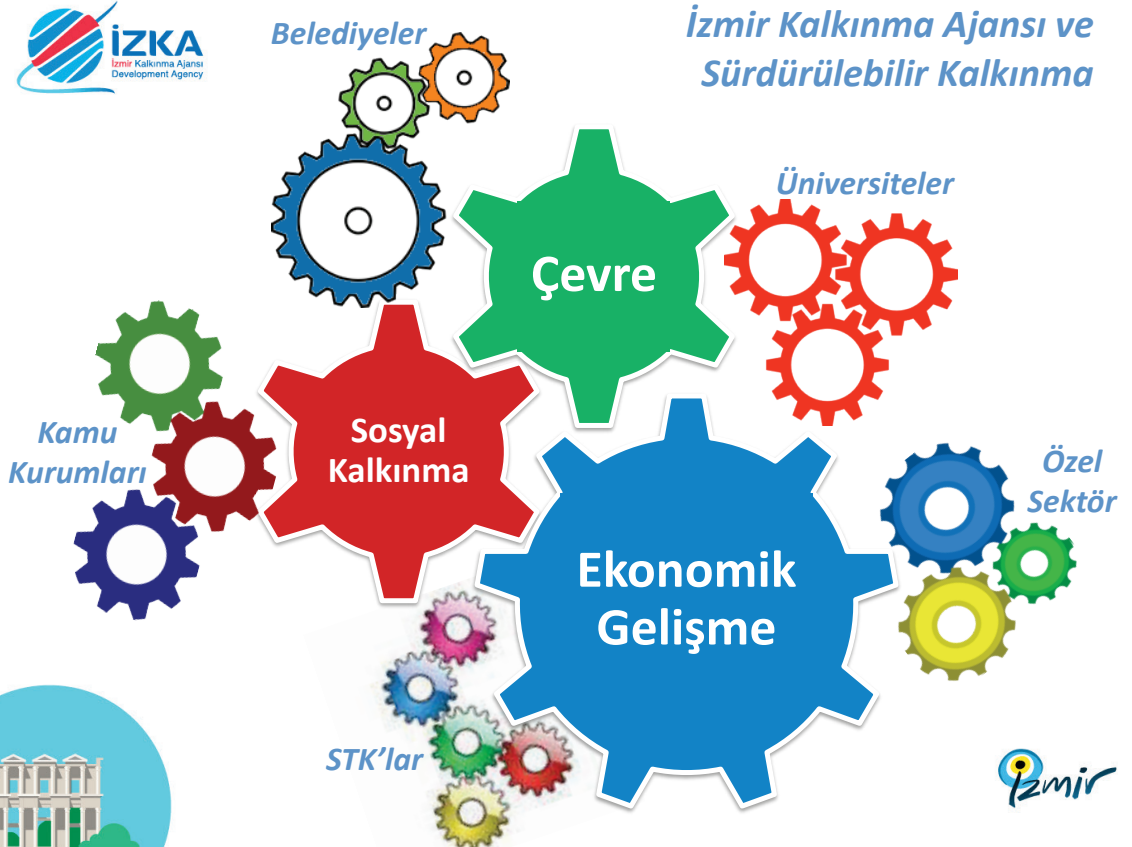 İZKA
İzmir Kalkınma Ajansı
Development Agency
İzmir Kalkınma Ajansı ve
Sürdürülebilir Kalkınma
Belediyeler
Üniversiteler
Çevre
Kamu
Kurumları
Sosyal
Kalkınma
Özel
Sektör
Ekonomik
Gelişme
STK’lar
izmir